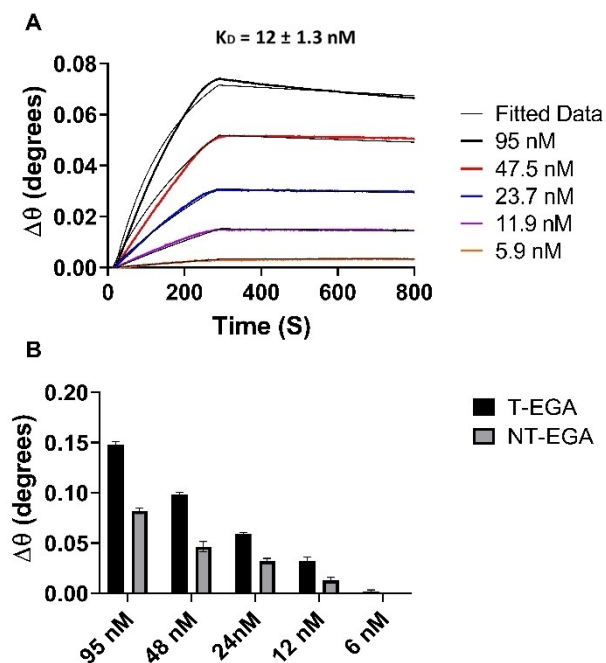 A
K_D = 12 ± 1.3 nM
0.08
0.06
0.04
0.02
0.00
Δθ (degrees)
0 200 400 600 800
Time (S)
Fitted Data
95 nM
47.5 nM
23.7 nM
11.9 nM
5.9 nM
B
0.20
0.15
0.10
0.05
0.00
Δθ (degrees)
95 nM 48 nM 24nM 12 nM 6 nM
T-EGA
NT-EGA